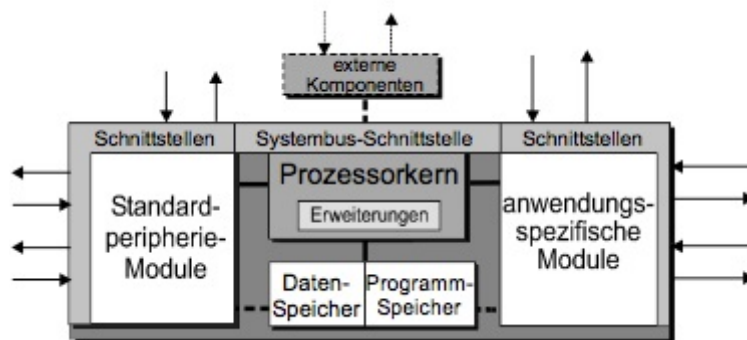 externe
Komponenten
Schnittstellen
Systembus-Schnittstelle
Schnittstellen
Prozessorkern
Erweiterungen
Standard-
peripherie-
Module
anwendungs-
spezifische
Module
Daten-
Speicher
Programm-
Speicher